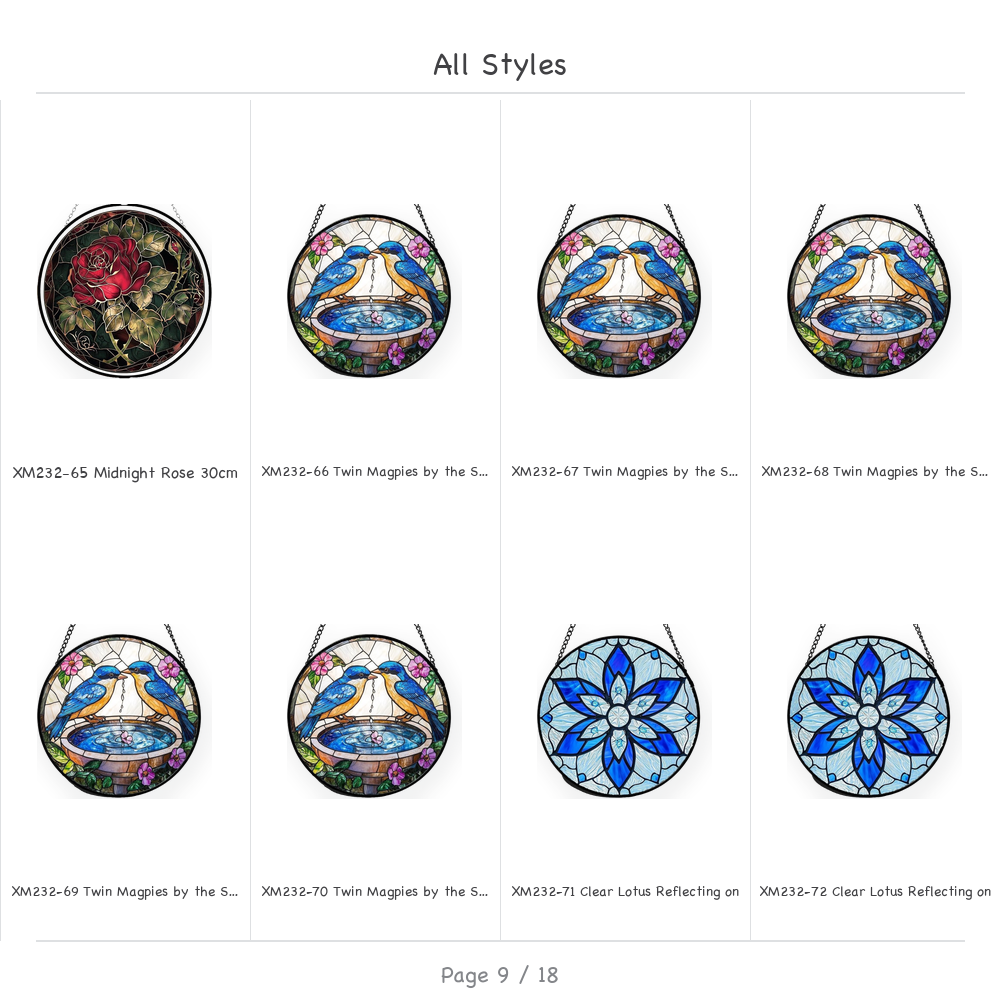 All Styles
XM232-65 Midnight Rose 30cm
XM232-66 Twin Magpies by the S...
XM232-67 Twin Magpies by the S...
XM232-68 Twin Magpies by the S...
XM232-69 Twin Magpies by the S...
XM232-70 Twin Magpies by the S...
XM232-71 Clear Lotus Reflecting on
XM232-72 Clear Lotus Reflecting on
Page 9 / 18